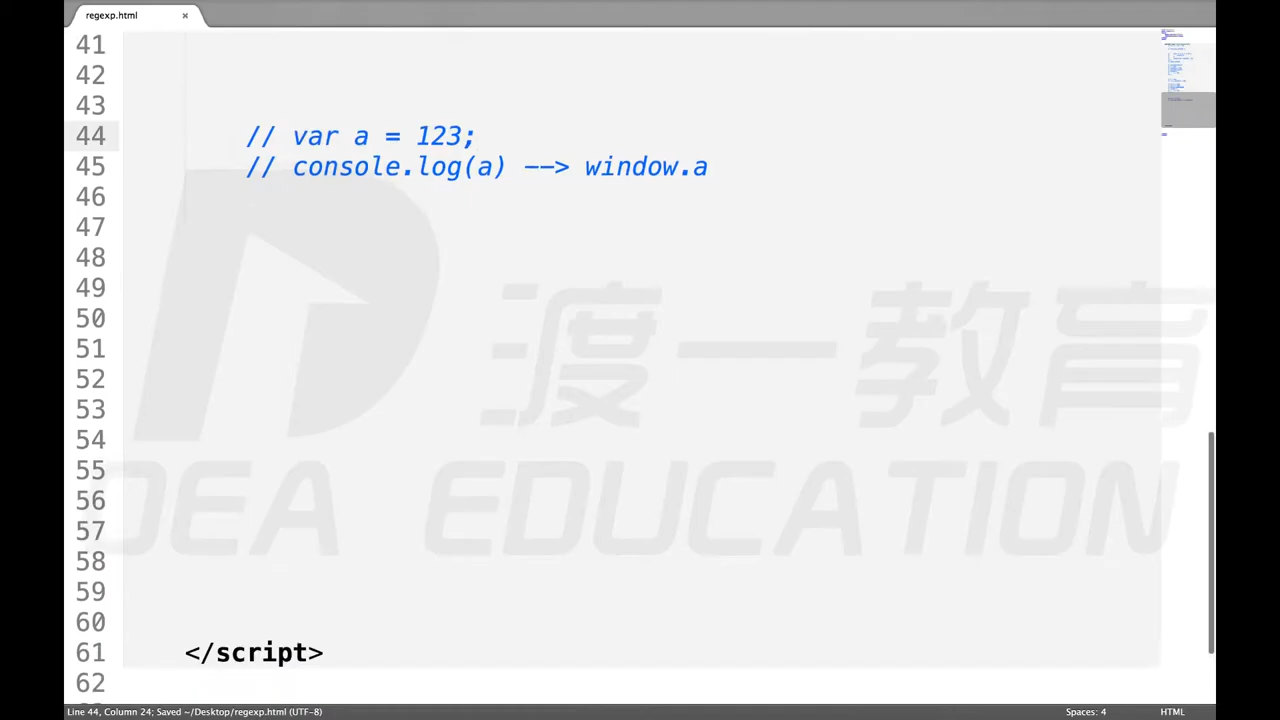 regexp.html ×
41
42
43
44 // var a = 123;
45 // console.log(a) --> window.a
46
47
48
49
50
51
52
53
54
55
56
57
58
59
60
61 </script>
62
渡一教育
DEA EDUCATION
Line 44, Column 24; Saved ~/Desktop/regexp.html (UTF-8) Spaces: 4 HTML